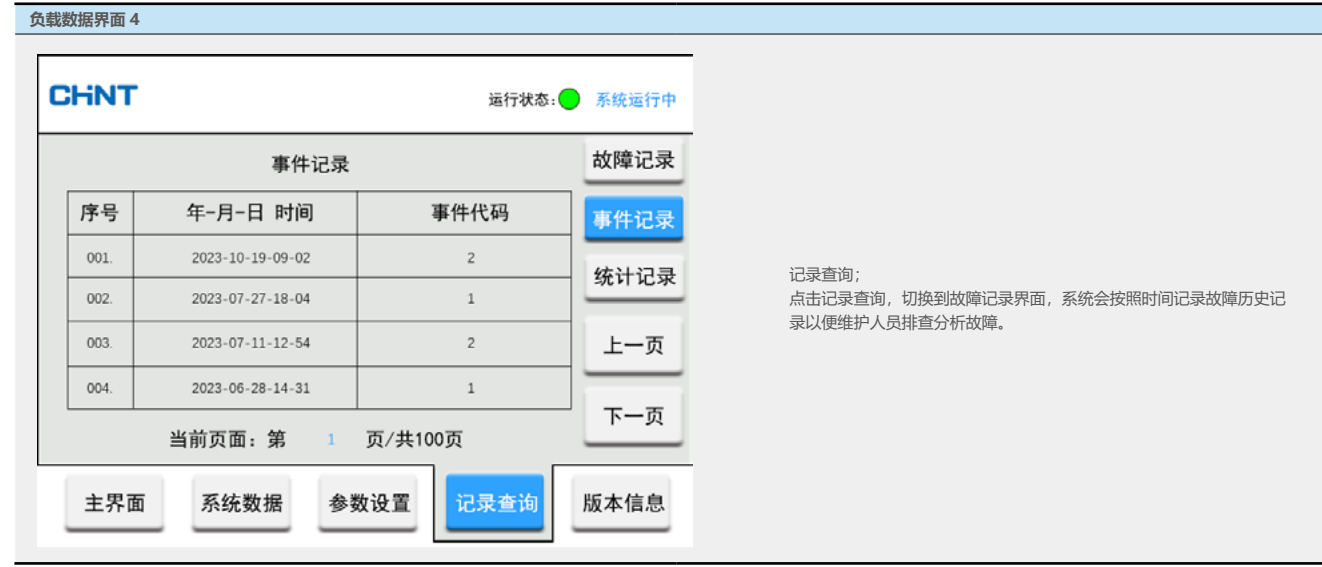 负载数据界面 4
CHNT
运行状态: 系统运行中
事件记录
序号 年-月-日 时间 事件代码
001. 2023-10-19-09-02 2
002. 2023-07-27-18-04 1
003. 2023-07-11-12-54 2
004. 2023-06-28-14-31 1
当前页面: 第 1 页/共100页
故障记录
事件记录
统计记录
上一页
下一页
主界面 系统数据 参数设置 记录查询 版本信息
记录查询;
点击记录查询，切换到故障记录界面，系统会按照时间记录故障历史记
录以便维护人员排查分析故障。